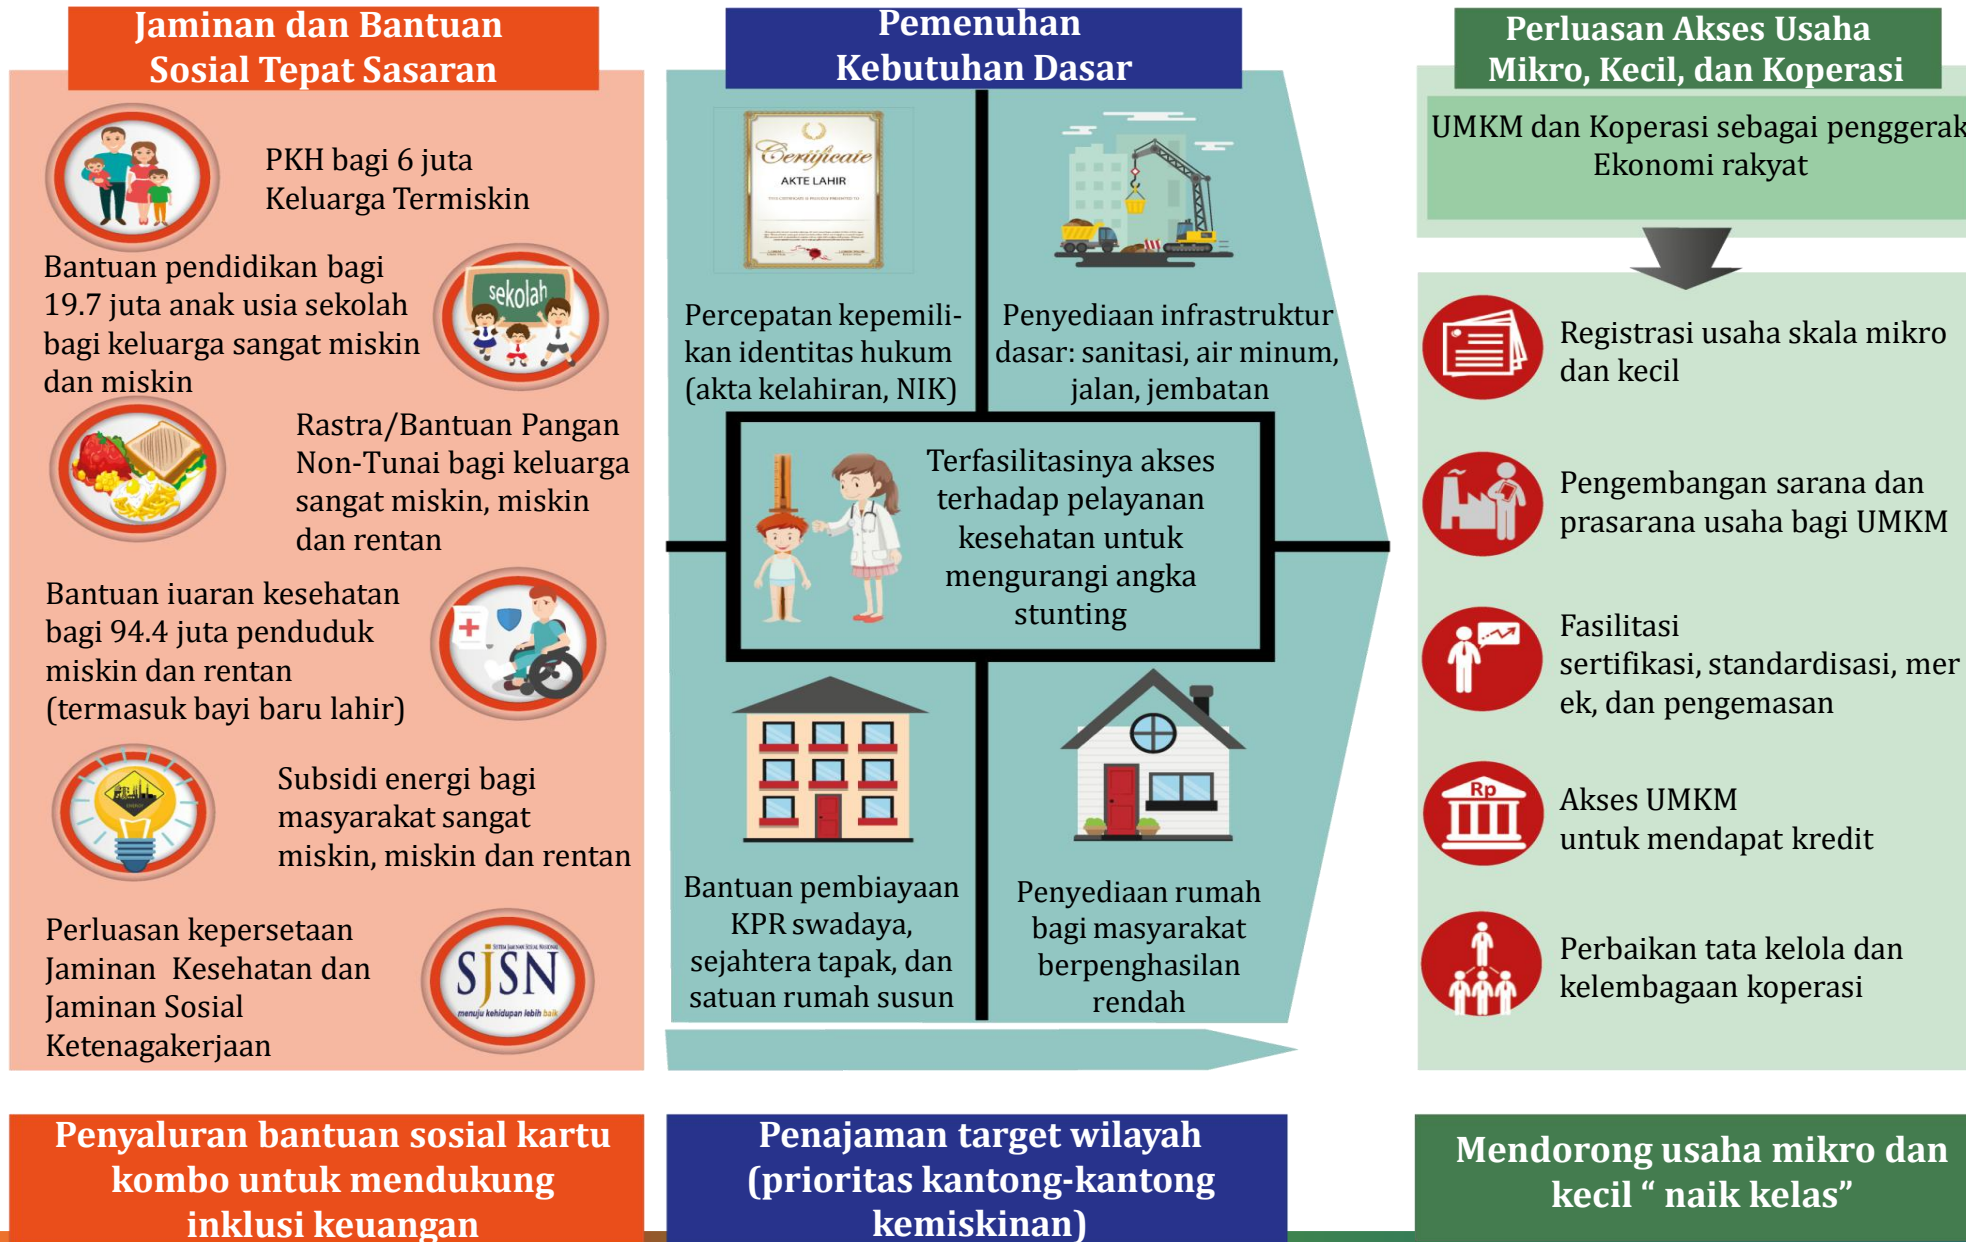 Jaminan dan Bantuan
Sosial Tepat Sasaran
PKH bagi 6 juta
Keluarga Termiskin
Bantuan pendidikan bagi
19.7 juta anak usia sekolah
bagi keluarga sangat miskin
dan miskin
sekolah
Rastra/Bantuan Pangan
Non-Tunai bagi keluarga
sangat miskin, miskin
dan rentan
Bantuan iuaran kesehatan
bagi 94.4 juta penduduk
miskin dan rentan
(termasuk bayi baru lahir)
ENERGY
Subsidi energi bagi
masyarakat sangat
miskin, miskin dan rentan
Perluasan kepersetaan
Jaminan  Kesehatan dan
Jaminan Sosial
Ketenagakerjaan
SISTEM JAMINAN SOSIAL NASIONAL
SJSN
menuju kehidupan lebih baik
Penyaluran bantuan sosial kartu
kombo untuk mendukung
inklusi keuangan
Pemenuhan
Kebutuhan Dasar
Certificate
AKTE LAHIR
Percepatan kepemili-
kan identitas hukum
(akta kelahiran, NIK)
Penyediaan infrastruktur
dasar: sanitasi, air minum,
jalan, jembatan
Terfasilitasinya akses
terhadap pelayanan
kesehatan untuk
mengurangi angka
stunting
Bantuan pembiayaan
KPR swadaya,
sejahtera tapak, dan
satuan rumah susun
Penyediaan rumah
bagi masyarakat
berpenghasilan
rendah
Penajaman target wilayah
(prioritas kantong-kantong
kemiskinan)
Perluasan Akses Usaha
Mikro, Kecil, dan Koperasi
UMKM dan Koperasi sebagai penggerak
Ekonomi rakyat
Registrasi usaha skala mikro
dan kecil
Pengembangan sarana dan
prasarana usaha bagi UMKM
Fasilitasi
sertifikasi, standardisasi, mer
ek, dan pengemasan
Rp
Akses UMKM
untuk mendapat kredit
Perbaikan tata kelola dan
kelembagaan koperasi
Mendorong usaha mikro dan
kecil “ naik kelas”